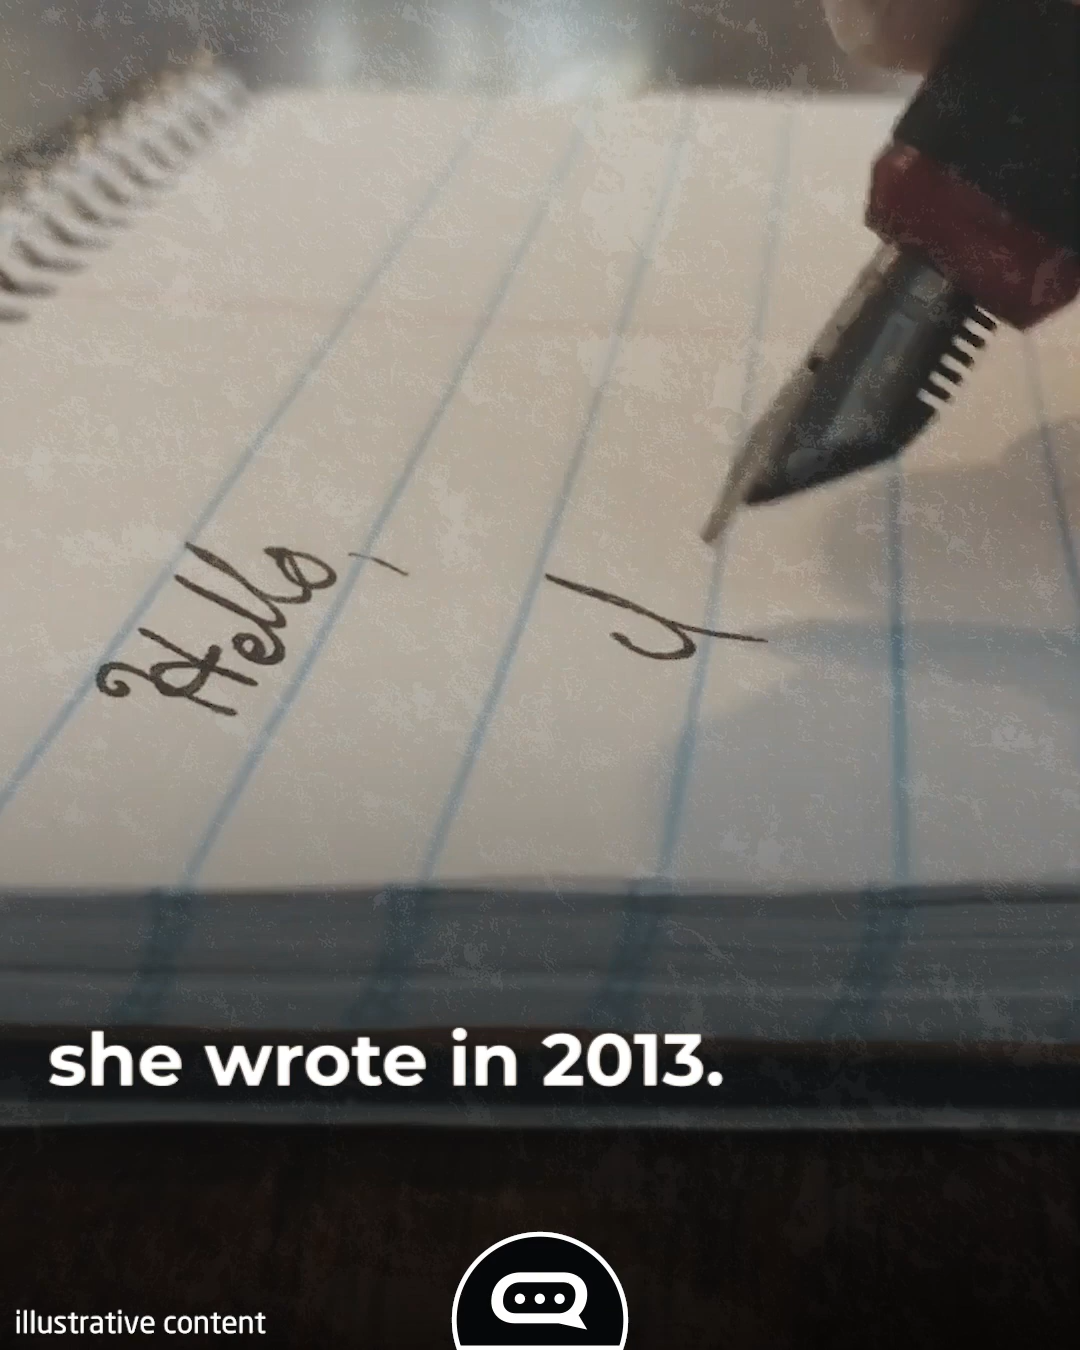 Hello,
y
she wrote in 2013.
illustrative content